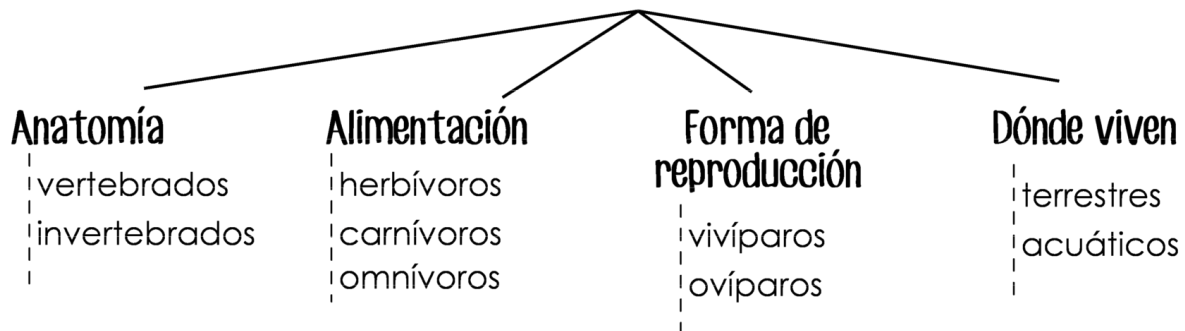 Anatomía
vertebrados
invertebrados
Alimentación
herbívoros
carnívoros
omnívoros
Forma de
reproducción
vivíparos
ovíparos
Dónde viven
terrestres
acuáticos